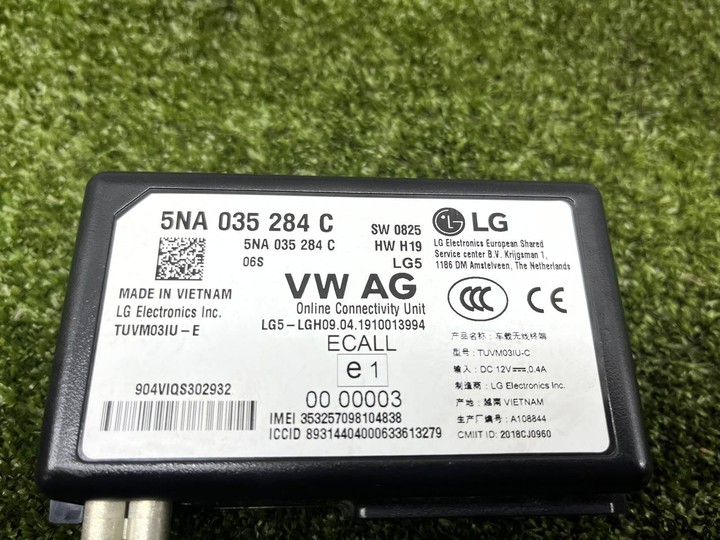 5NA 035 284 C
5NA 035 284 C
06S
SW 0825
HW H19
LG5
LG
LG Electronics European Shared
Service center B.V. Krijgsman 1,
1186 DM Amstelveen, The Netherlands
MADE IN VIETNAM
LG Electronics Inc.
TUVM03IU-E
VW AG
Online Connectivity Unit
LG5-LGH09.04.1910013994
ECALL
e1
00 00003
CCC
CE
904VIQS302932
IMEI 353257098104838
ICCID 89314404000633613279
产品名称: 车载无线终端
型号: TUVM03IU-C
输入: DC 12V⎓, 0.4A
制造商: LG Electronics Inc.
产地: 越南 VIETNAM
生产厂编号: A108844
CMIIT ID: 2018CJ0960